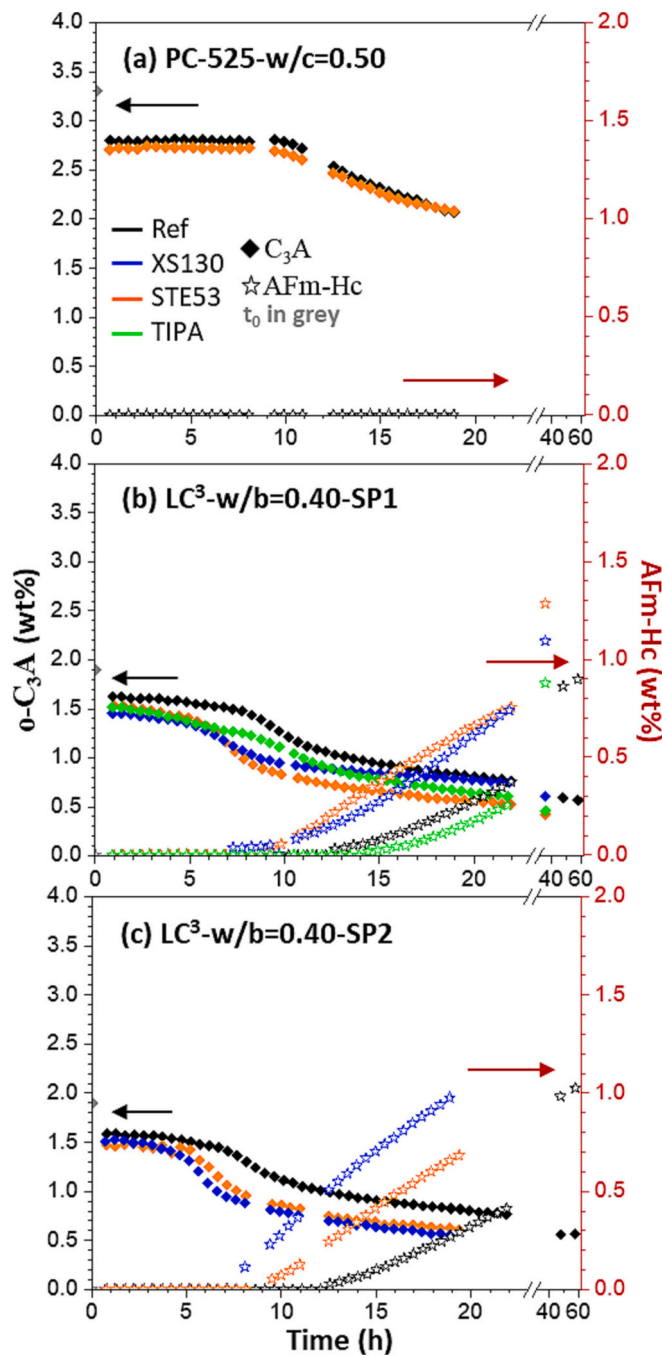 (a) PC-525-w/c=0.50
4.0
3.5
3.0
2.5
2.0
1.5
1.0
0.5
0.0
2.0
1.5
1.0
0.5
0.0
Ref
XS130
STE53
TIPA
C₃A
AFm-Hc
t₀ in grey
0 5 10 15 20 40 60
(b) LC³-w/b=0.40-SP1
4.0
3.5
3.0
2.5
2.0
1.5
1.0
0.5
0.0
2.0
1.5
1.0
0.5
0.0
o-C₃A (wt%)
AFm-Hc (wt%)
0 5 10 15 20 40 60
(c) LC³-w/b=0.40-SP2
4.0
3.5
3.0
2.5
2.0
1.5
1.0
0.5
0.0
2.0
1.5
1.0
0.5
0.0
0 5 10 15 20 40 60
Time (h)